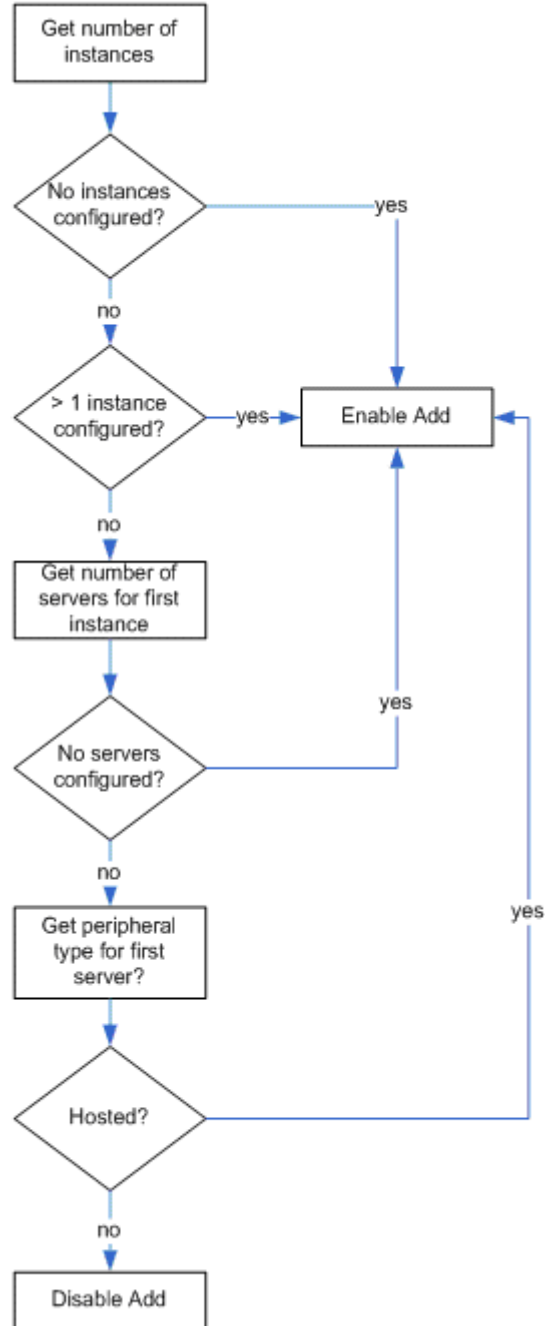 Get number of
instances
No instances
configured?
yes
no
> 1 instance
configured?
yes
Enable Add
no
Get number of
servers for first
instance
yes
No servers
configured?
no
Get peripheral
type for first
server?
yes
Hosted?
no
Disable Add